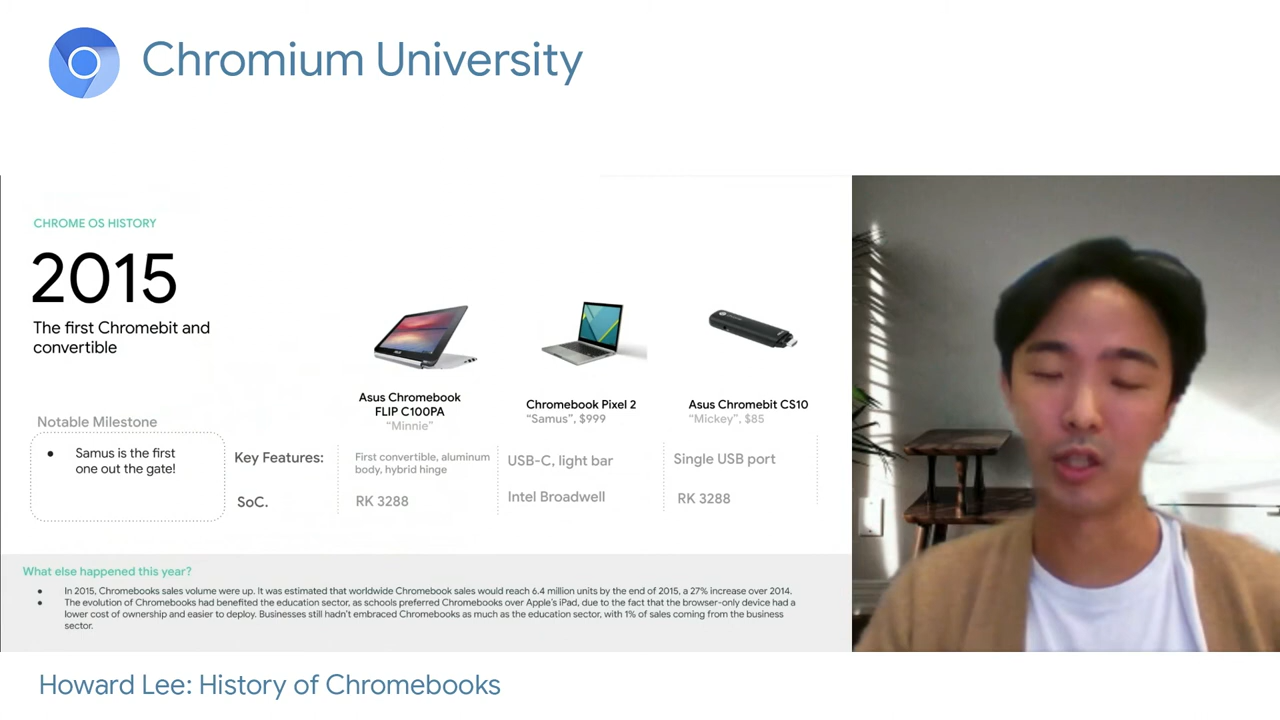 Chromium University
CHROME OS HISTORY
2015
The first Chromebit and
convertible
Notable Milestone
● Samus is the first
one out the gate!
Asus Chromebook
FLIP C100PA
“Minnie”
Chromebook Pixel 2
“Samus”, $999
Asus Chromebit CS10
“Mickey”, $85
Key Features:
First convertible, aluminum
body, hybrid hinge
USB-C, light bar
Single USB port
SoC.
RK 3288
Intel Broadwell
RK 3288
What else happened this year?
● In 2015, Chromebooks sales volume were up. It was estimated that worldwide Chromebook sales would reach 6.4 million units by the end of 2015, a 27% increase over 2014.
● The evolution of Chromebooks had benefited the education sector, as schools preferred Chromebooks over Apple's iPad, due to the fact that the browser-only device had a
lower cost of ownership and easier to deploy. Businesses still hadn't embraced Chromebooks as much as the education sector, with 1% of sales coming from the business
sector.
Howard Lee: History of Chromebooks